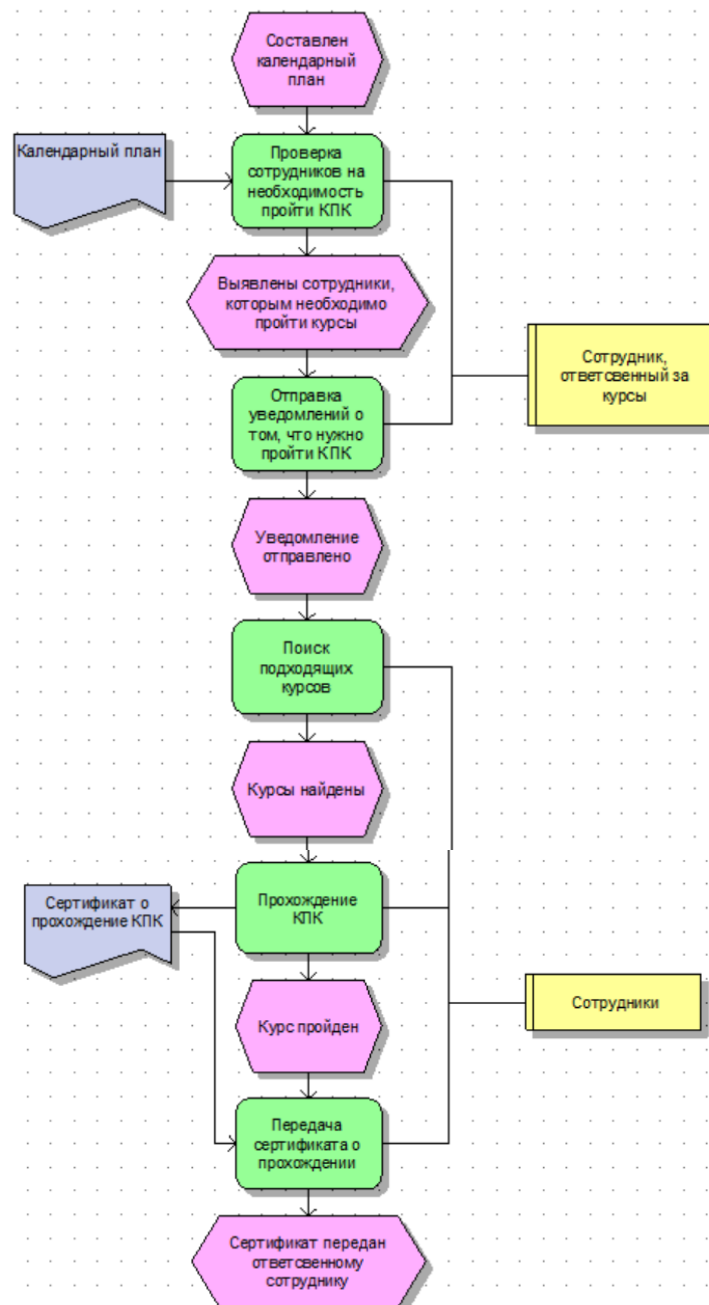 Составлен
календарный
план
Календарный план
Проверка
сотрудников на
необходимость
пройти КПК
Выявлены сотрудники,
которым необходимо
пройти курсы
Сотрудник,
ответсвенный за
курсы
Отправка
уведомлений о
том, что нужно
пройти КПК
Уведомление
отправлено
Поиск
подходящих
курсов
Курсы найдены
Сертификат о
прохождение КПК
Прохождение
КПК
Сотрудники
Курс пройден
Передача
сертификата о
прохождении
Сертификат передан
ответсвенному
сотруднику